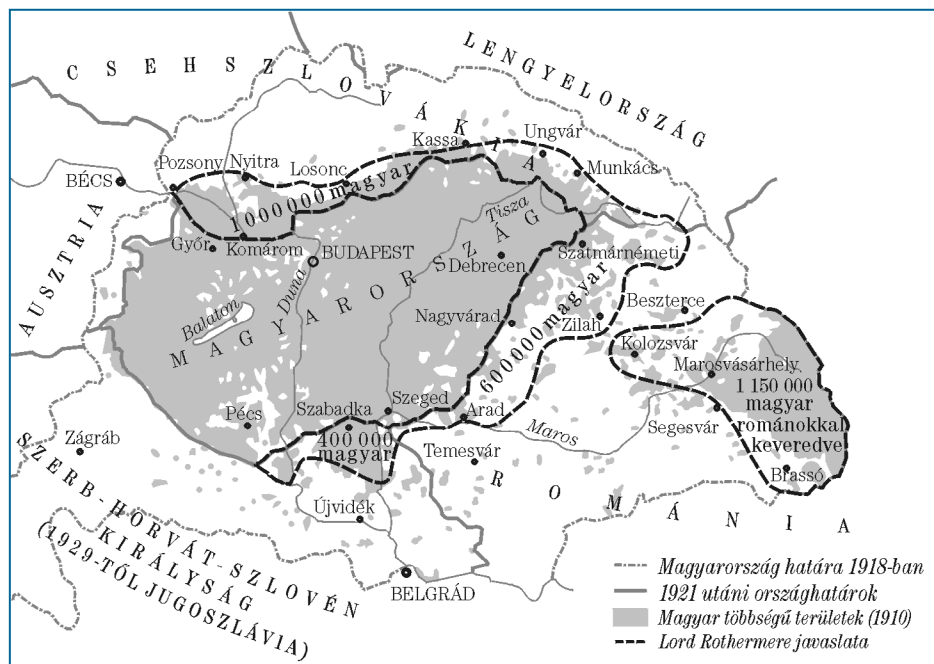 CSEHSZLOVÁKIA
LENGYELORSZÁG
Kassa
Ungvár
Pozsony
Nyitra
Losonc
Munkács
BÉCS
1 000 000 magyar
Tisza
AUSZTRIA
Győr
Komárom
BUDAPEST
Szatmárnémeti
Debrecen
Duna
Balaton
MAGYARORSZÁG
Beszterce
Nagyvárad
Zilah
600 000 magyar
Kolozsvár
Marosvásárhely
1 150 000
magyar
románokkal
keveredve
Szabadka
Szeged
Pécs
Arad
400 000
magyar
Maros
Segesvár
Zágráb
Temesvár
Brassó
ROMÁNIA
Újvidék
SZERB-HORVÁT-SZLOVÉN
KIRÁLYSÁG
(1929-TŐL JUGOSZLÁVIA)
BELGRÁD
Magyarország határa 1918-ban
1921 utáni országhatárok
Magyar többségű területek (1910)
Lord Rothermere javaslata